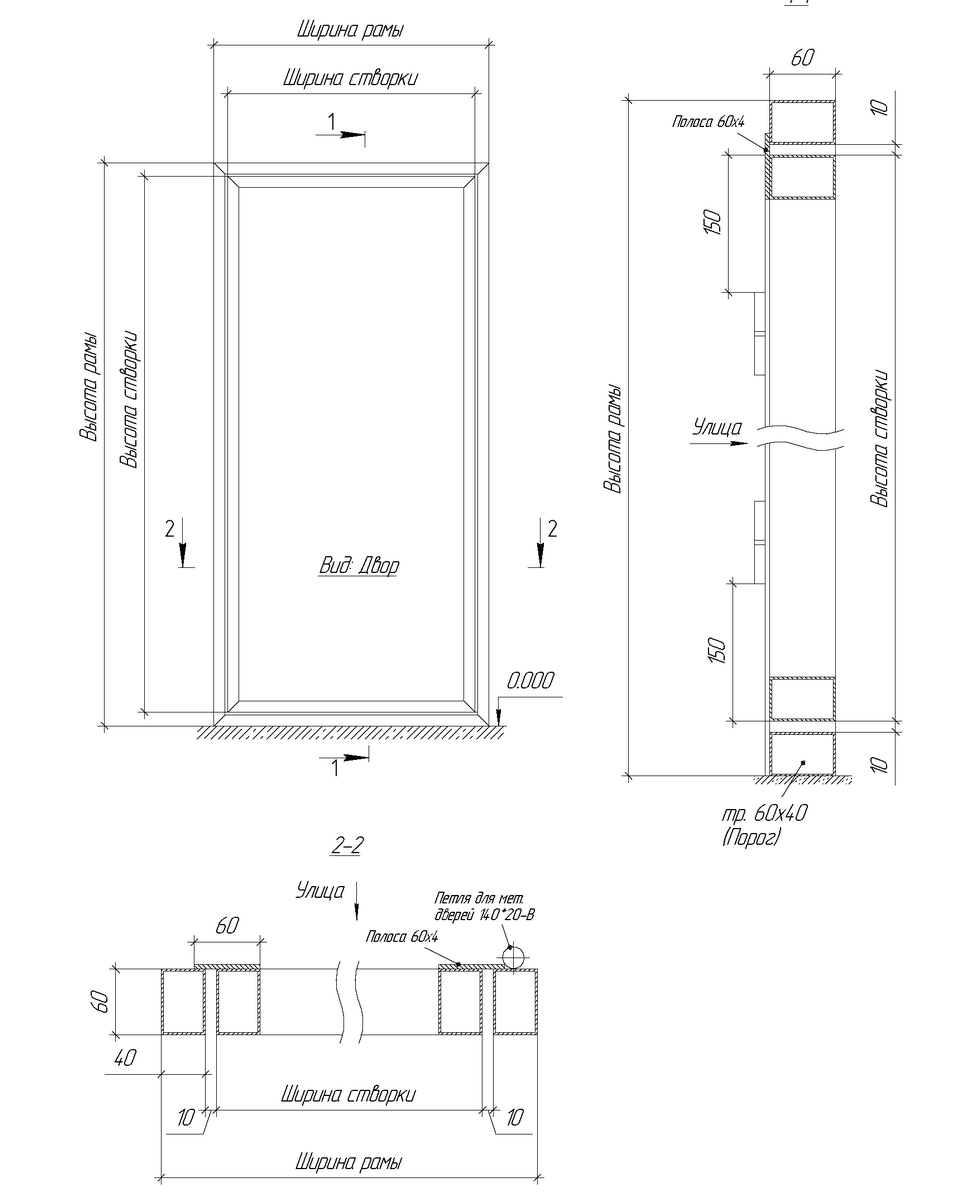 Ширина рамы
Ширина створки
1
Высота рамы
Высота створки
2
2
Вид: Двор
0.000
1
60
Полоса 60х4
10
150
Высота рамы
Улица
Высота створки
150
10
тр. 60х40
(Порог)
2-2
Улица
Петля для мет.
дверей 140*20-В
60
Полоса 60х4
60
40
Ширина створки
10
10
Ширина рамы